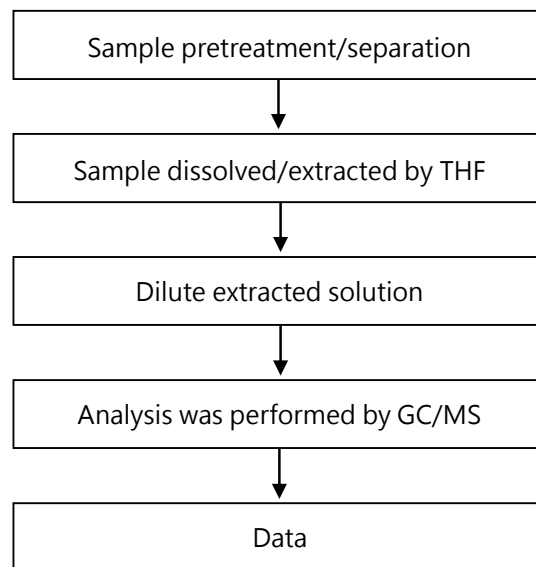 Sample pretreatment/separation
Sample dissolved/extracted by THF
Dilute extracted solution
Analysis was performed by GC/MS
Data